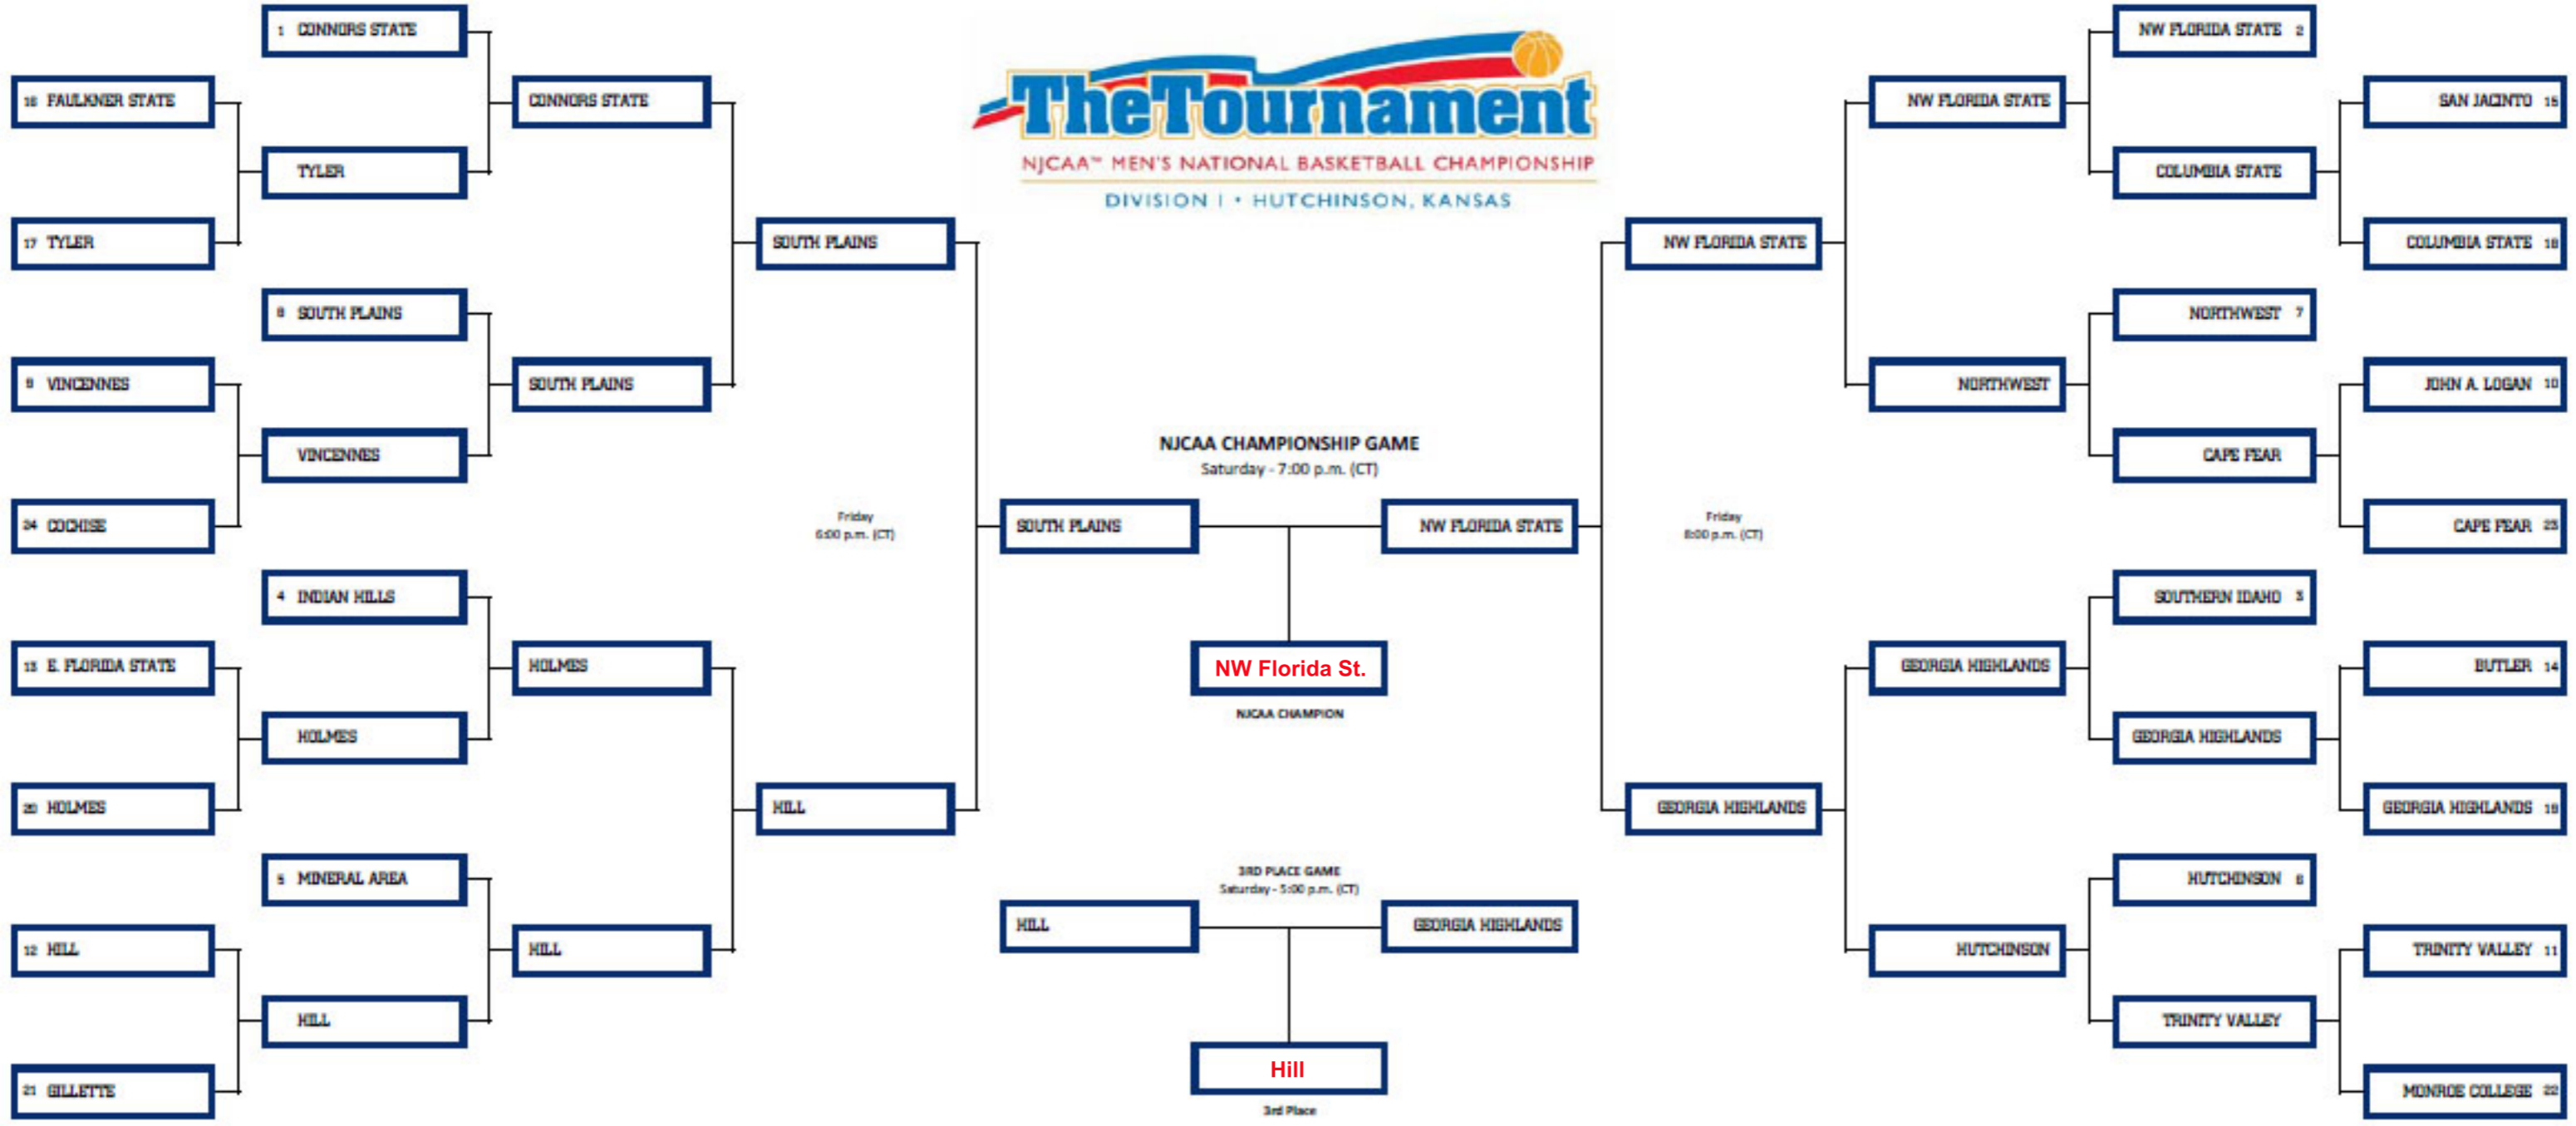 1 CONNORS STATE
16 FAULKNER STATE
CONNORS STATE
TYLER
17 TYLER
SOUTH PLAINS
8 SOUTH PLAINS
9 VINCENNES
SOUTH PLAINS
VINCENNES
24 COCHISE
Friday
6:00 p.m. (CT)
4 INDIAN HILLS
13 E. FLORIDA STATE
HOLMES
HOLMES
20 HOLMES
HILL
5 MINERAL AREA
12 HILL
HILL
HILL
21 GILLETTE
TheTournament
NJCAA™ MEN'S NATIONAL BASKETBALL CHAMPIONSHIP
DIVISION I • HUTCHINSON, KANSAS
NJCAA CHAMPIONSHIP GAME
Saturday - 7:00 p.m. (CT)
SOUTH PLAINS
NW FLORIDA STATE
NW Florida St.
NJCAA CHAMPION
3RD PLACE GAME
Saturday - 5:00 p.m. (CT)
HILL
GEORGIA HIGHLANDS
Hill
3rd Place
NW FLORIDA STATE 2
NW FLORIDA STATE
SAN JACINTO 15
COLUMBIA STATE
NW FLORIDA STATE
COLUMBIA STATE 18
NORTHWEST 7
NORTHWEST
JOHN A. LOGAN 10
CAPE FEAR
Friday
8:00 p.m. (CT)
CAPE FEAR 23
SOUTHERN IDAHO 3
GEORGIA HIGHLANDS
BUTLER 14
GEORGIA HIGHLANDS
GEORGIA HIGHLANDS
GEORGIA HIGHLANDS 19
HUTCHINSON 6
HUTCHINSON
TRINITY VALLEY 11
TRINITY VALLEY
MONROE COLLEGE 22